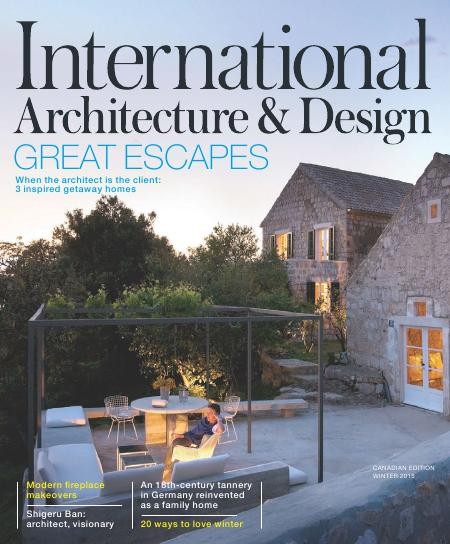 International
Architecture & Design
GREAT ESCAPES
When the architect is the client:
3 inspired getaway homes
CANADIAN EDITION
WINTER 2015
Modern fireplace
makeovers
Shigeru Ban:
architect, visionary
An 18th-century tannery
in Germany reinvented
as a family home
20 ways to love winter